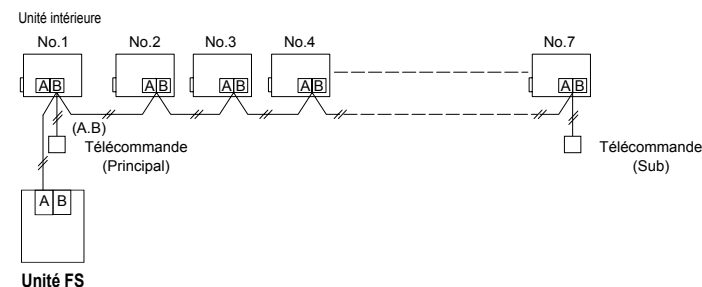 Unité intérieure
No.1 No.2 No.3 No.4 No.7
A B A B A B A B A B
(A.B)
Télécommande Télécommande
(Principal) (Sub)
A B
Unité FS